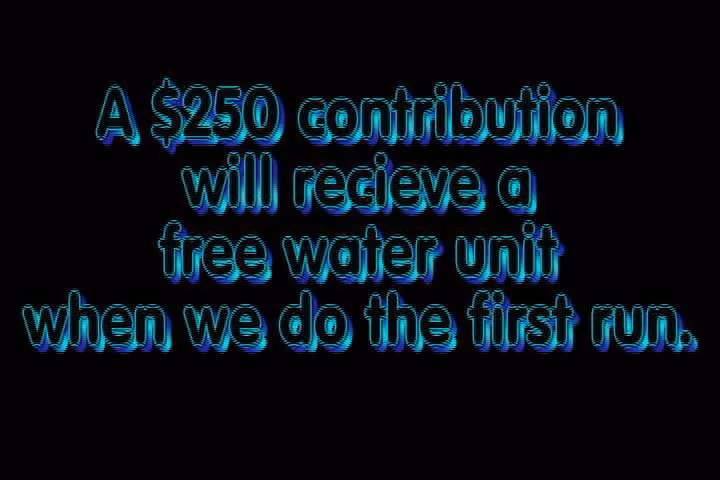 A $250 contribution
will recieve a
free water unit
when we do the first run.